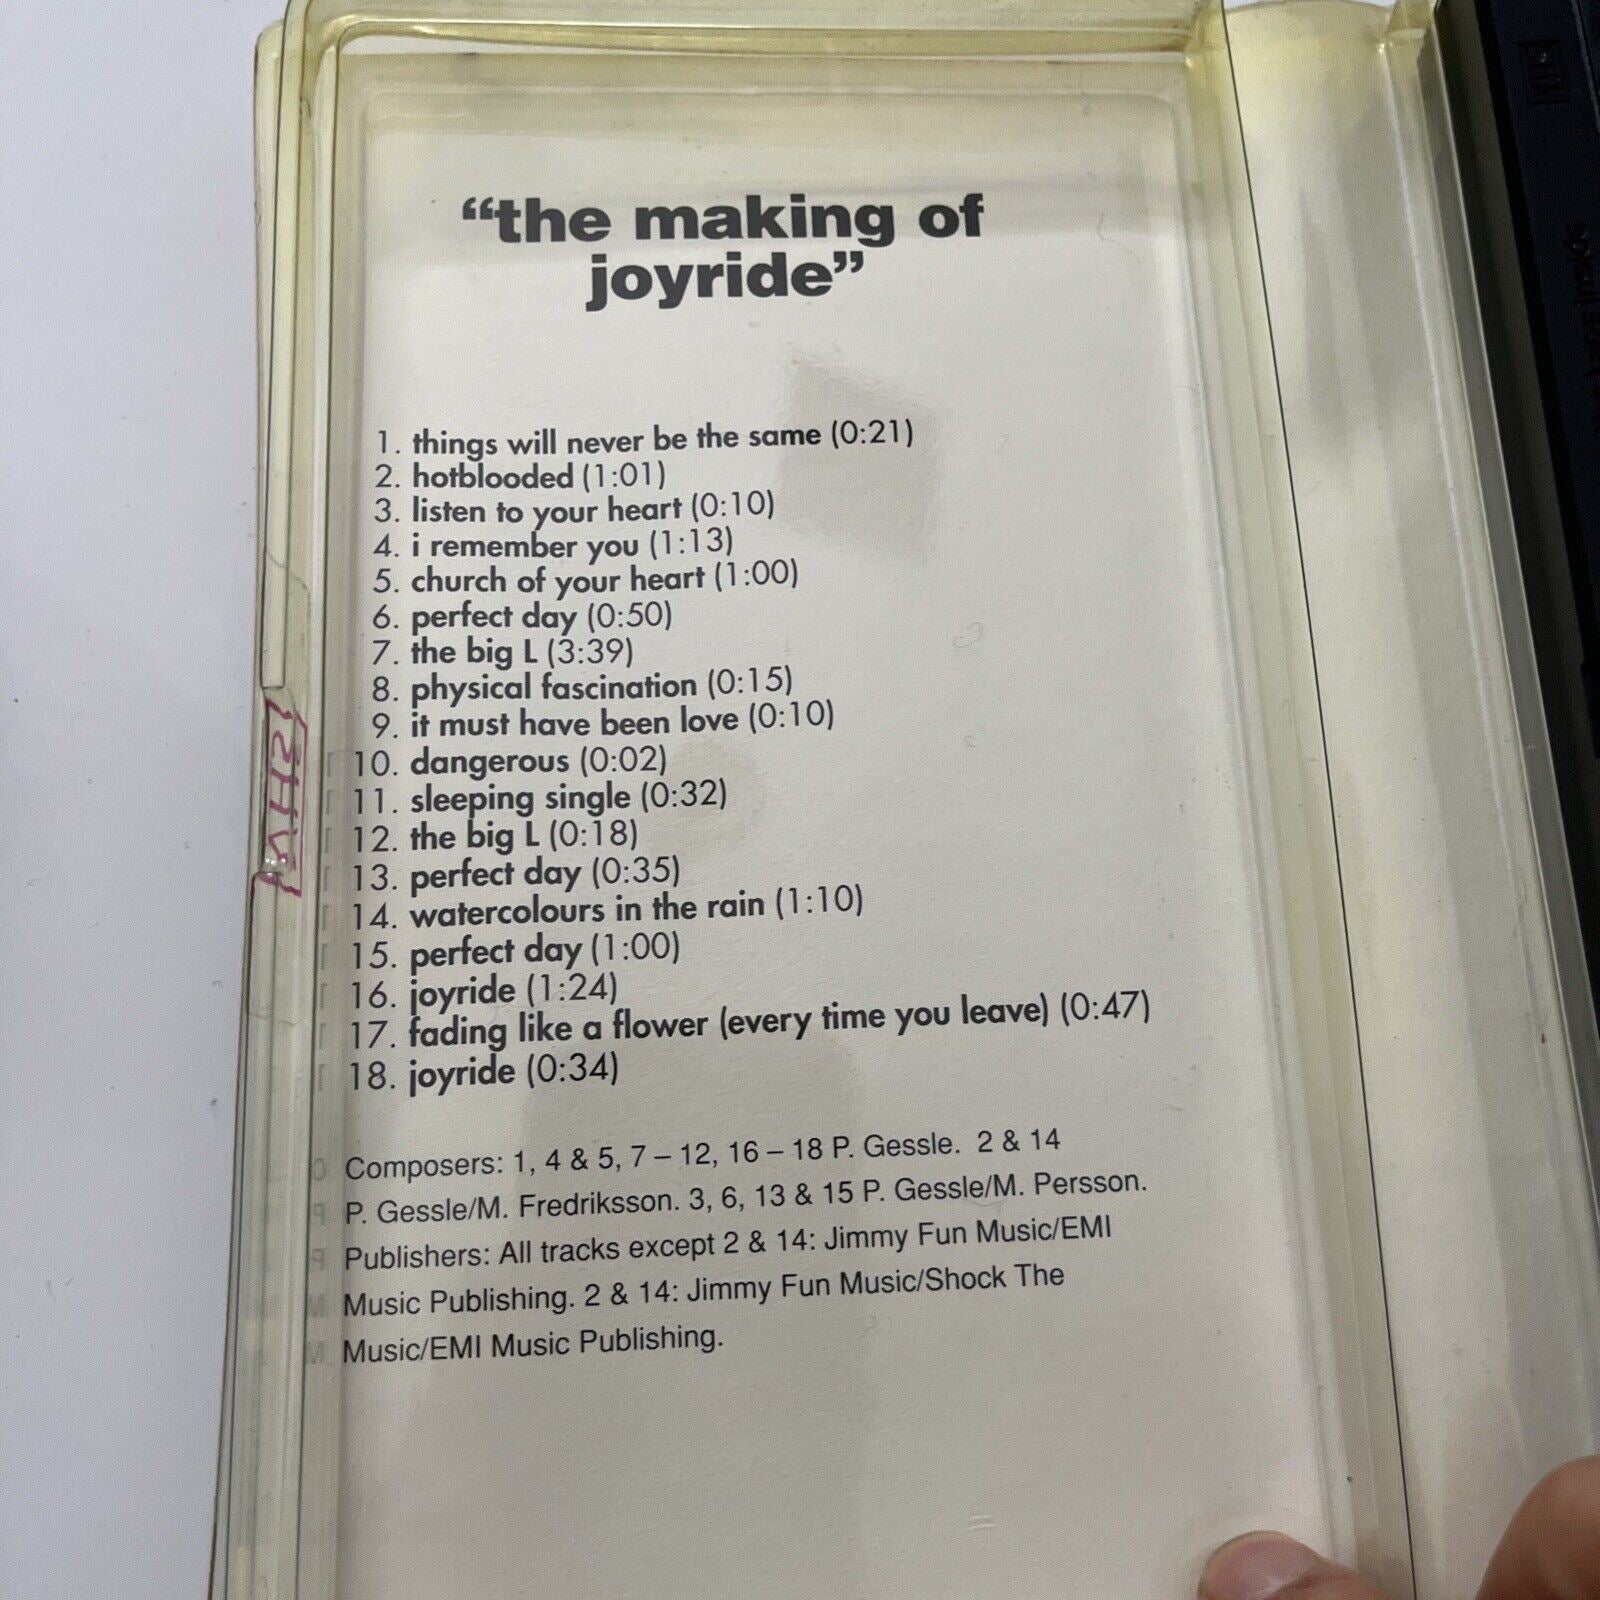 “the making of
joyride”
1. things will never be the same (0:21)
2. hotblooded (1:01)
3. listen to your heart (0:10)
4. i remember you (1:13)
5. church of your heart (1:00)
6. perfect day (0:50)
7. the big L (3:39)
8. physical fascination (0:15)
9. it must have been love (0:10)
10. dangerous (0:02)
11. sleeping single (0:32)
12. the big L (0:18)
13. perfect day (0:35)
14. watercolours in the rain (1:10)
15. perfect day (1:00)
16. joyride (1:24)
17. fading like a flower (every time you leave) (0:47)
18. joyride (0:34)
Composers: 1, 4 & 5, 7 – 12, 16 – 18 P. Gessle. 2 & 14
P. Gessle/M. Fredriksson. 3, 6, 13 & 15 P. Gessle/M. Persson.
Publishers: All tracks except 2 & 14: Jimmy Fun Music/EMI
Music Publishing. 2 & 14: Jimmy Fun Music/Shock The
Music/EMI Music Publishing.